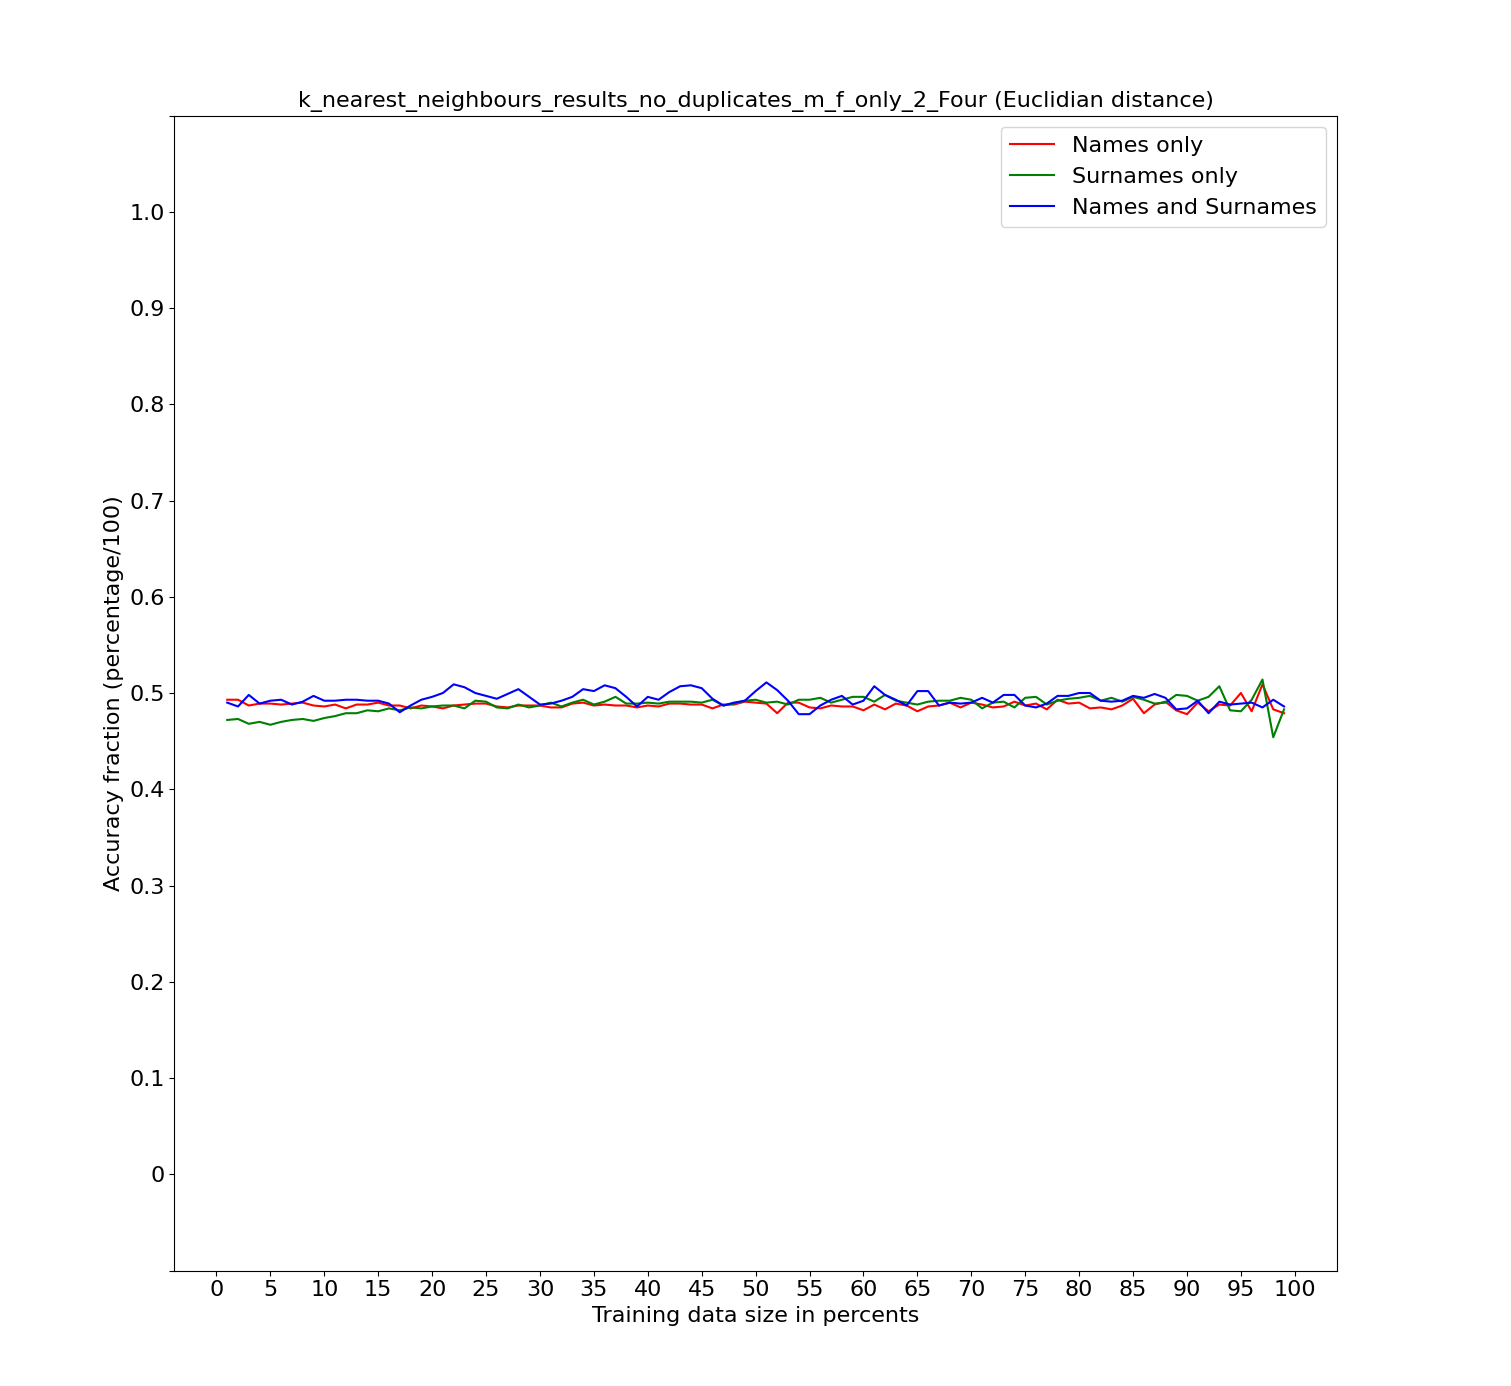 k_nearest_neighbours_results_no_duplicates_m_f_only_2_Four (Euclidian distance)
Names only
Surnames only
Names and Surnames
1.0
0.9
0.8
0.7
0.6
0.5
0.4
0.3
0.2
0.1
0
Accuracy fraction (percentage/100)
0 5 10 15 20 25 30 35 40 45 50 55 60 65 70 75 80 85 90 95 100
Training data size in percents